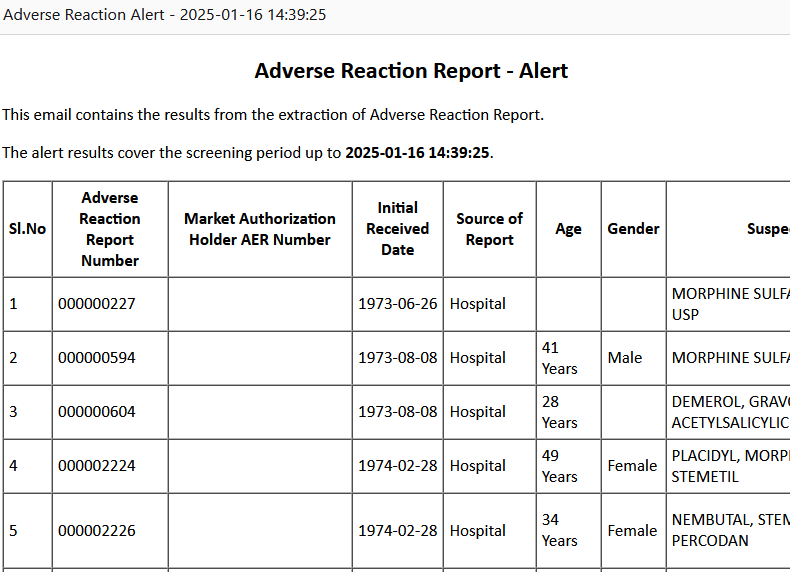 Adverse Reaction Alert - 2025-01-16 14:39:25
Adverse Reaction Report - Alert
This email contains the results from the extraction of Adverse Reaction Report.
The alert results cover the screening period up to 2025-01-16 14:39:25.
Sl.No
Adverse
Reaction
Report
Number
Market Authorization
Holder AER Number
Initial
Received
Date
Source of
Report
Age
Gender
Suspe
1 000000227 1973-06-26 Hospital MORPHINE SULFA
USP
2 000000594 1973-08-08 Hospital 41
Years Male MORPHINE SULFA
3 000000604 1973-08-08 Hospital 28
Years DEMEROL, GRAVO
ACETYLSALICYLIC
4 000002224 1974-02-28 Hospital 49
Years Female PLACIDYL, MORPH
STEMETIL
5 000002226 1974-02-28 Hospital 34
Years Female NEMBUTAL, STEM
PERCODAN